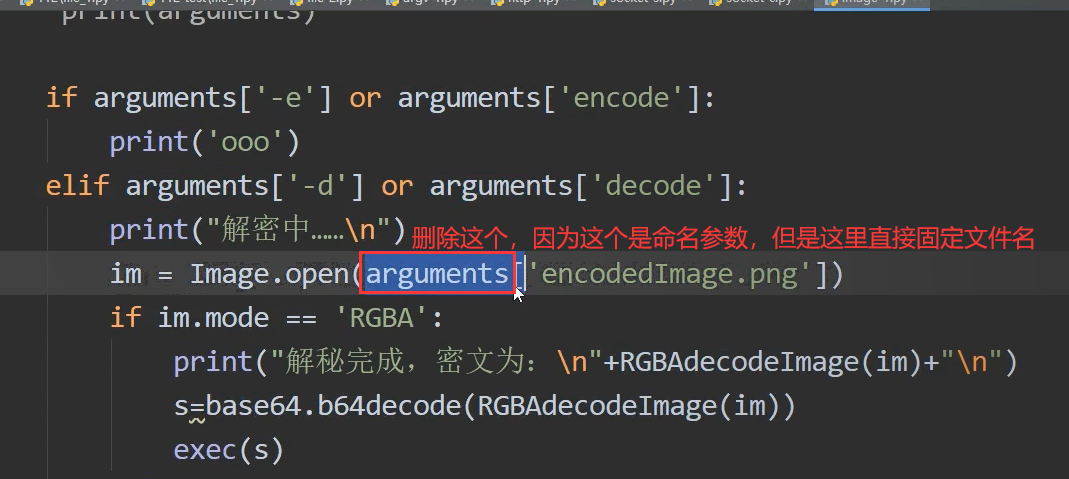 print(arguments)
if arguments['-e'] or arguments['encode']:
print('ooo')
elif arguments['-d'] or arguments['decode']:
print("解密中……\n")
删除这个，因为这个是命名参数，但是这里直接固定文件名
im = Image.open(arguments['encodedImage.png'])
if im.mode == 'RGBA':
print("解秘完成，密文为：\n"+RGBAdecodeImage(im)+"\n")
s=base64.b64decode(RGBAdecodeImage(im))
exec(s)